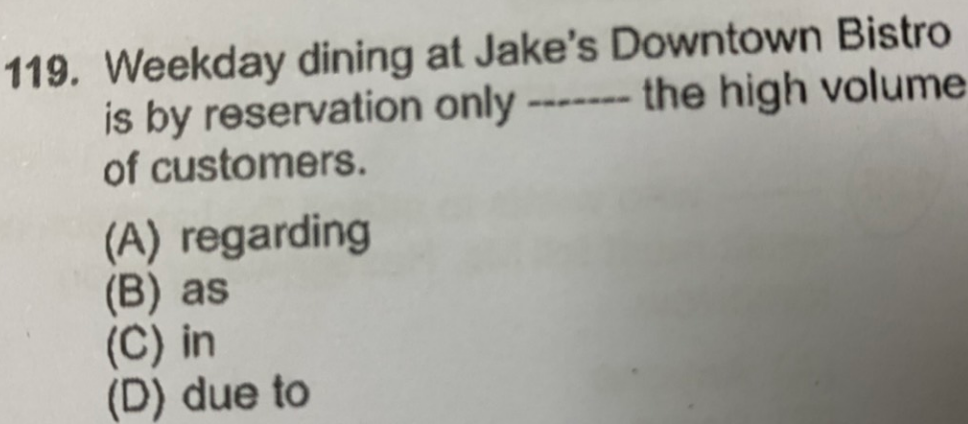 119. Weekday dining at Jake's Downtown Bistro
is by reservation only ------- the high volume
of customers.
(A) regarding
(B) as
(C) in
(D) due to